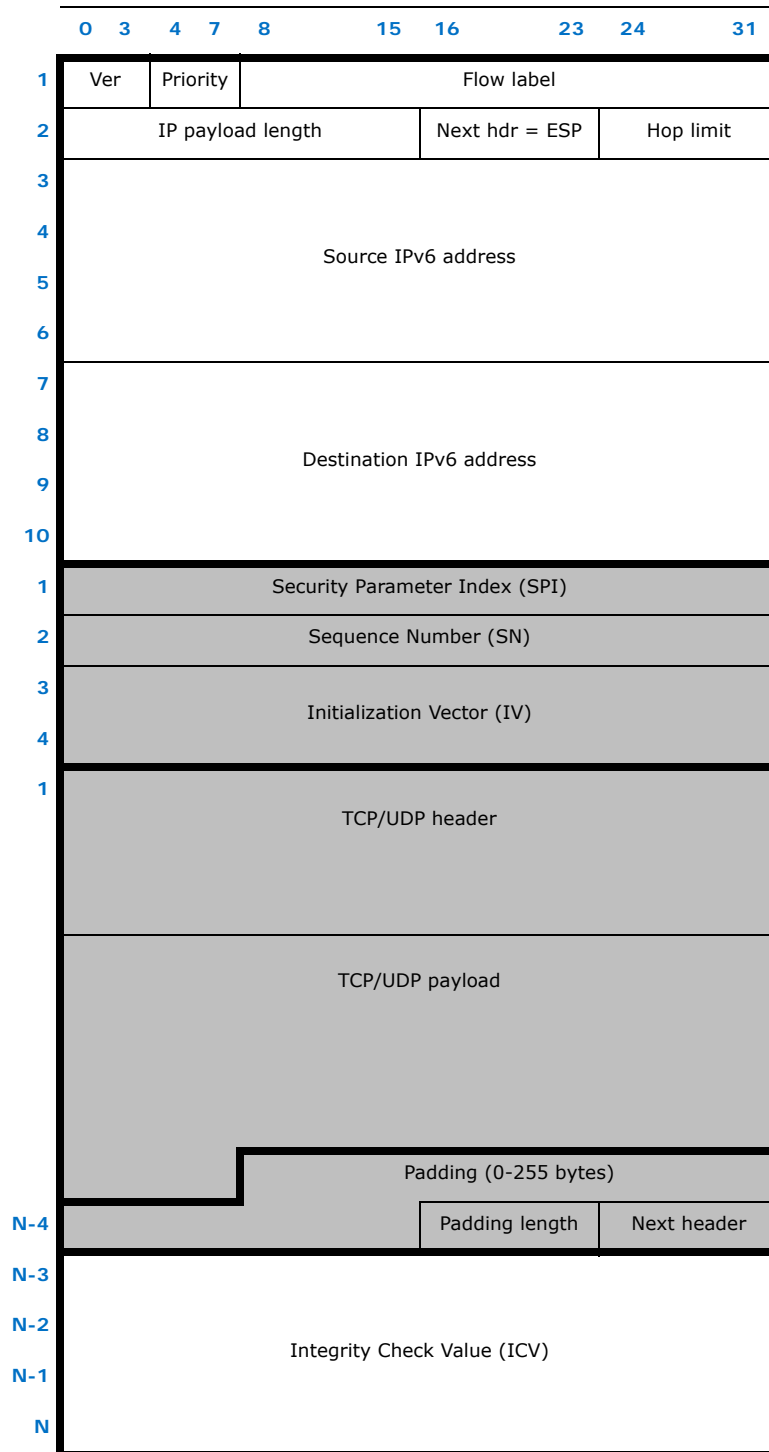 0 3 4 7 8 15 16 23 24 31
1 Ver Priority Flow label
2 IP payload length Next hdr = ESP Hop limit
3
4
Source IPv6 address
5
6
7
8
Destination IPv6 address
9
10
1 Security Parameter Index (SPI)
2 Sequence Number (SN)
3
Initialization Vector (IV)
4
1
TCP/UDP header
TCP/UDP payload
Padding (0-255 bytes)
N-4 Padding length Next header
N-3
N-2
Integrity Check Value (ICV)
N-1
N